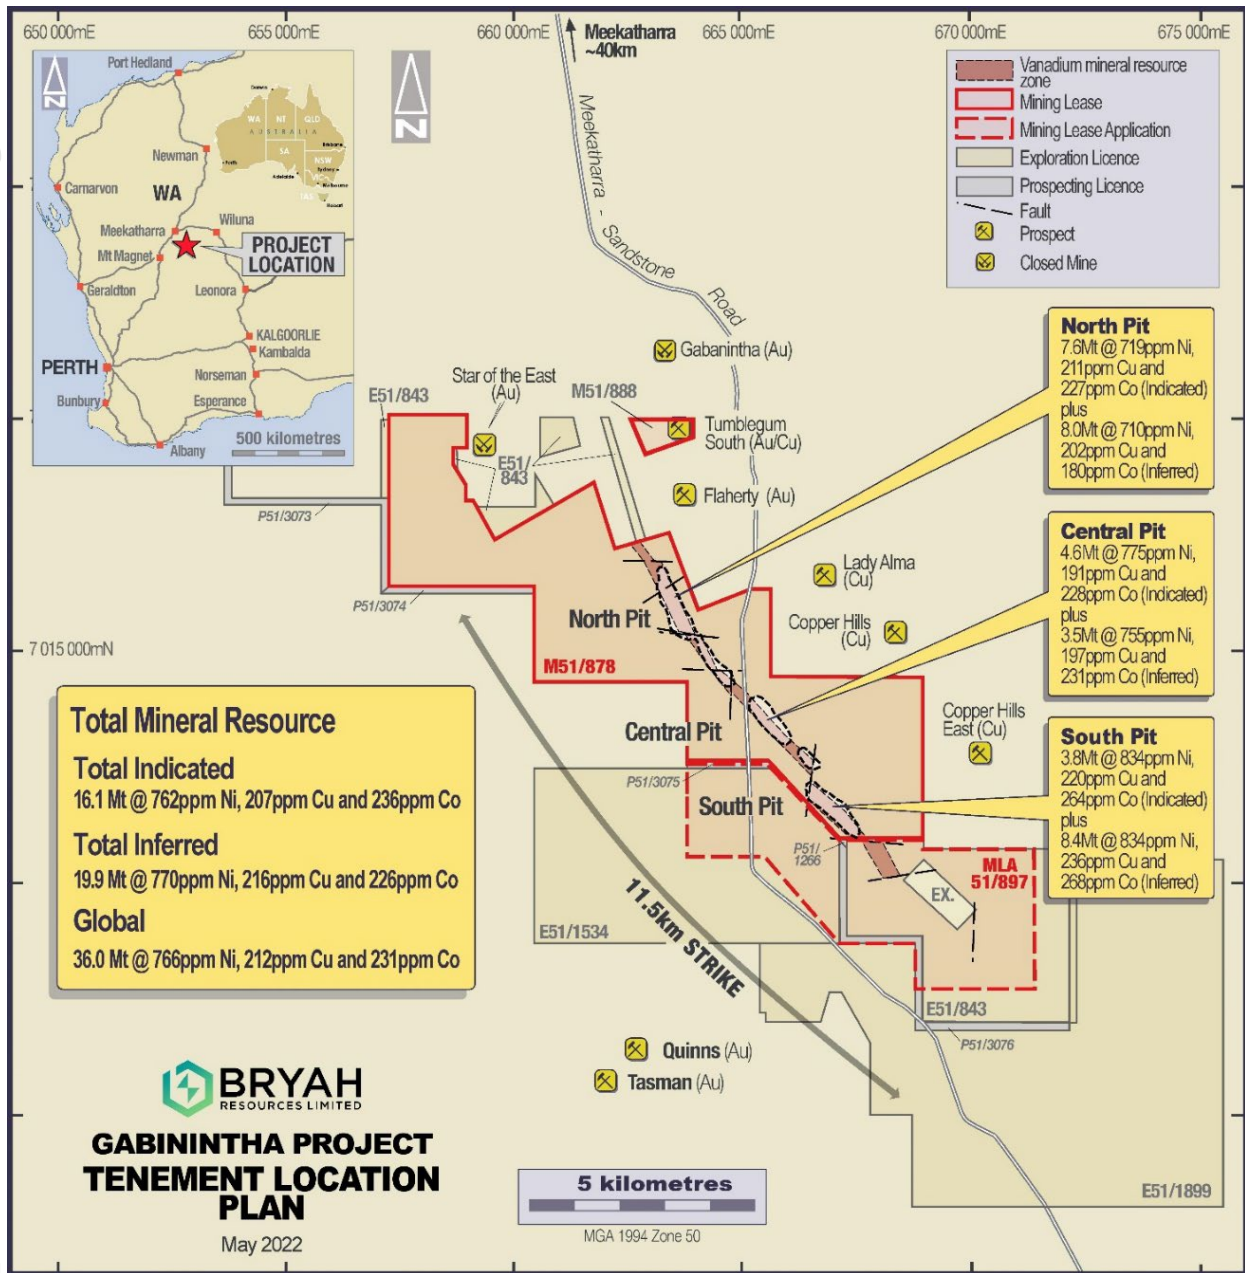 650 000mE
655 000mE
660 000mE
665 000mE
670 000mE
675 000mE
Meekatharra
~40km
Meekatharra - Sandstone Road
N
N
Port Hedland
Newman
WA
Carnarvon
Meekatharra
Wiluna
Mt Magnet
PROJECT
LOCATION
Geraldton
Leonora
KALGOORLIE
Kambalda
PERTH
Norseman
Bunbury
Esperance
Albany
500 kilometres
WA
NT
QLD
AUSTRALIA
SA
NSW
Perth
Adelaide
Vanadium mineral resource
zone
Mining Lease
Mining Lease Application
Exploration Licence
Prospecting Licence
Fault
Prospect
Closed Mine
North Pit
7.6Mt @ 719ppm Ni,
211ppm Cu and
227ppm Co (Indicated)
plus
8.0Mt @ 710ppm Ni,
202ppm Cu and
180ppm Co (Inferred)
Central Pit
4.6Mt @ 775ppm Ni,
191ppm Cu and
228ppm Co (Indicated)
plus
3.5Mt @ 755ppm Ni,
197ppm Cu and
231ppm Co (Inferred)
South Pit
3.8Mt @ 834ppm Ni,
220ppm Cu and
264ppm Co (Indicated)
plus
8.4Mt @ 834ppm Ni,
236ppm Cu and
268ppm Co (Inferred)
Gabanintha (Au)
Star of the East
(Au)
E51/843
M51/888
Tumblegum
South (Au/Cu)
E51/
843
Flaherty (Au)
P51/3073
Lady Alma
(Cu)
P51/3074
North Pit
Copper Hills
(Cu)
7 015 000mN
M51/878
Central Pit
Copper Hills
East (Cu)
P51/3075
South Pit
P51/
1266
MLA
51/897
EX.
E51/1534
11.5km STRIKE
E51/843
P51/3076
Quinns (Au)
Tasman (Au)
E51/1899
Total Mineral Resource
Total Indicated
16.1 Mt @ 762ppm Ni, 207ppm Cu and 236ppm Co
Total Inferred
19.9 Mt @ 770ppm Ni, 216ppm Cu and 226ppm Co
Global
36.0 Mt @ 766ppm Ni, 212ppm Cu and 231ppm Co
BRYAH
RESOURCES LIMITED
GABININTHA PROJECT
TENEMENT LOCATION
PLAN
May 2022
5 kilometres
MGA 1994 Zone 50